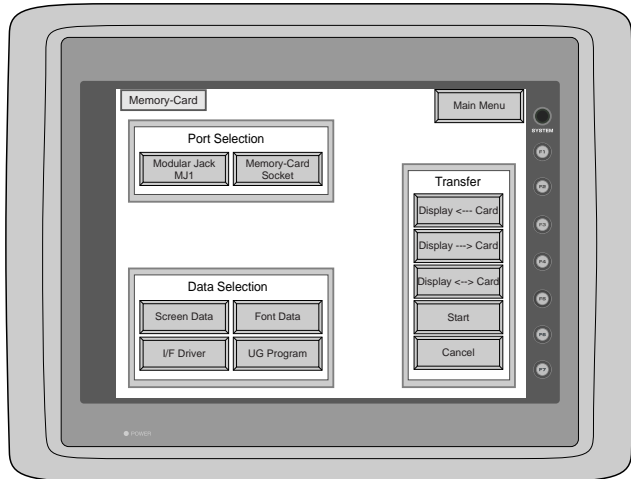 Memory-Card
Main Menu
SYSTEM
Port Selection
Modular Jack
MJ1
Memory-Card
Socket
F1
F2
F3
F4
F5
F6
F7
Transfer
Display <--- Card
Display ---> Card
Display <--> Card
Start
Cancel
Data Selection
Screen Data
Font Data
I/F Driver
UG Program
POWER